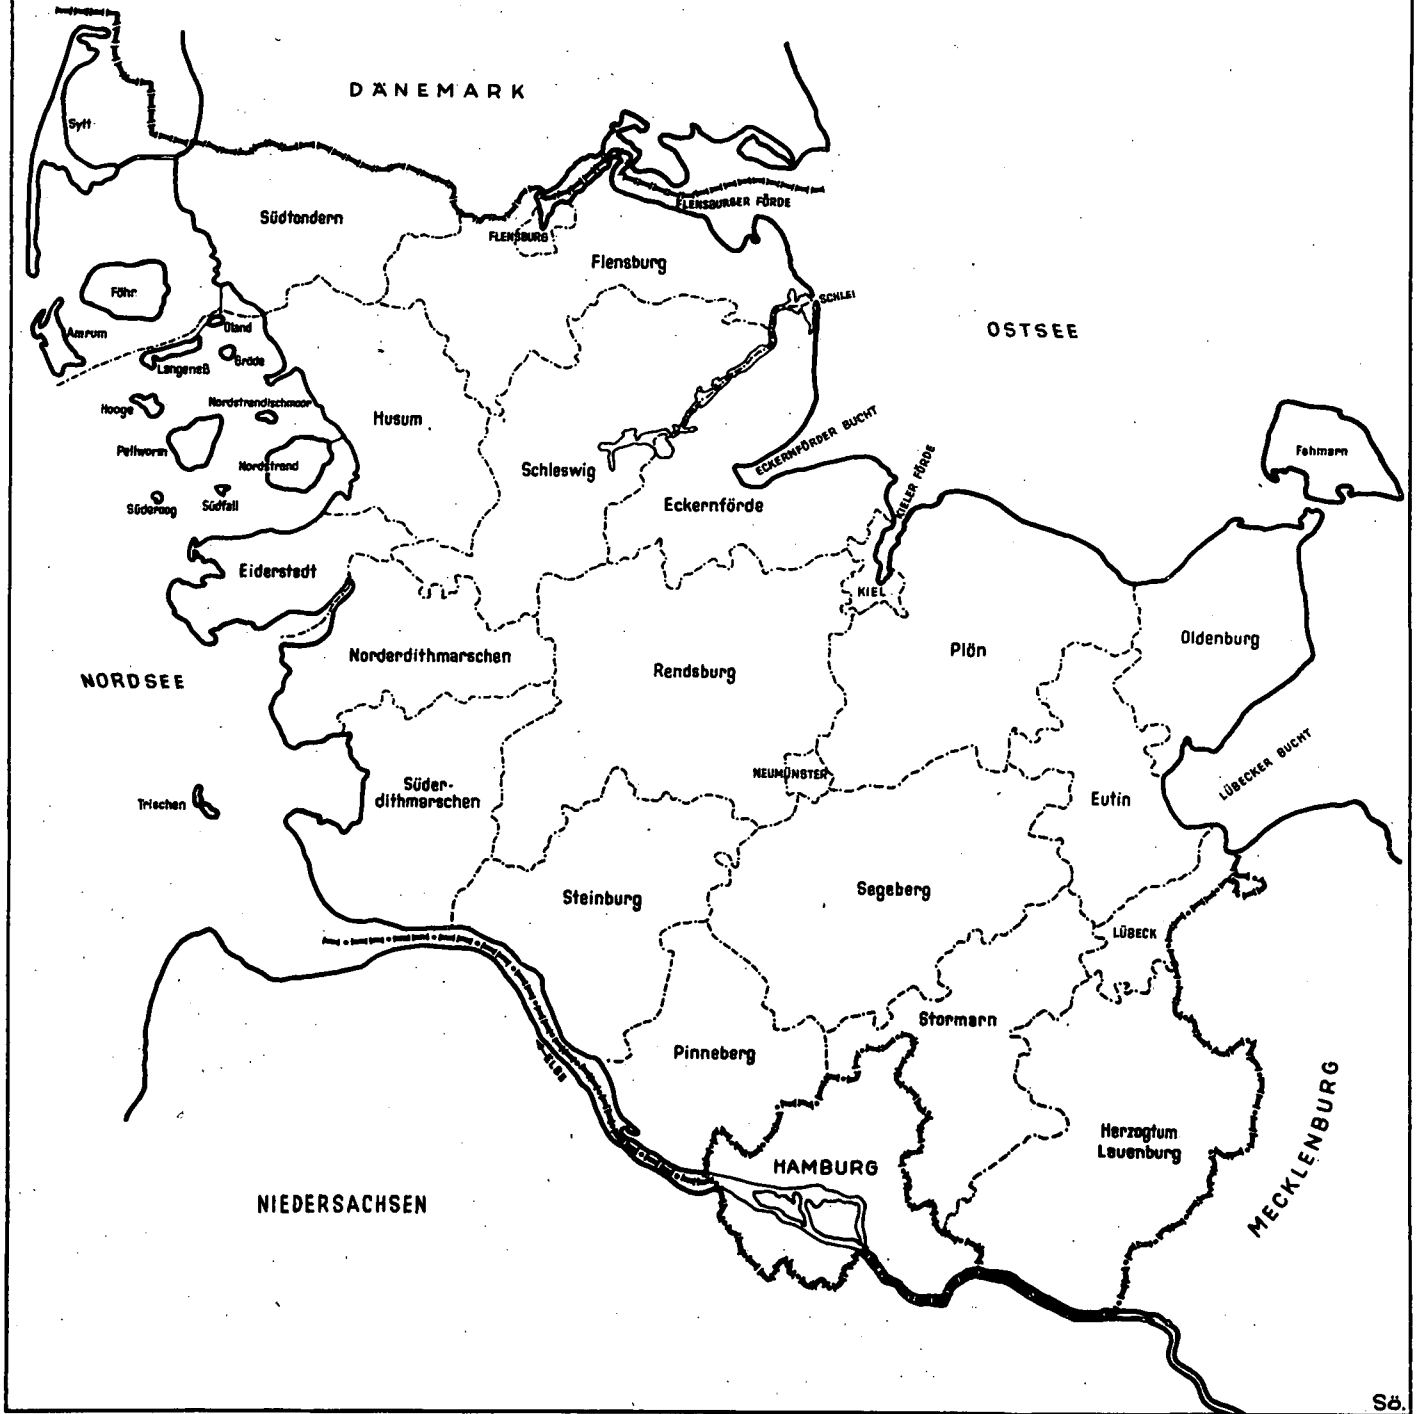 DÄNEMARK
Sylt
Südtondern
FLENSBURGER FÖRDE
FLENSBURG
Flensburg
Föhr
SCHLEI
Amrum
Oland
OSTSEE
Langeneß
Gröde
Hooge
Nordstrandischmoor
Husum
ECKERNFÖRDER BUCHT
Pellworm
Nordstrand
Schleswig
Fehmarn
KIELER FÖRDE
Süderoog
Südfall
Eckernförde
Eiderstedt
KIEL
Norderdithmarschen
Rendsburg
Plön
Oldenburg
NORDSEE
LÜBECKER BUCHT
NEUMÜNSTER
Trischen
Süder-
dithmarschen
Eutin
Steinburg
Segeberg
LÜBECK
Stormarn
Pinneberg
ELBE
Herzogtum
Lauenburg
MECKLENBURG
HAMBURG
NIEDERSACHSEN
Sö.